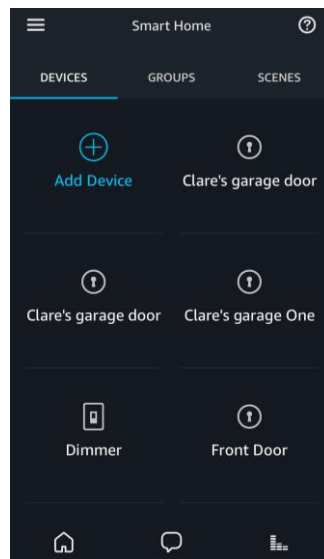 Smart Home
DEVICES GROUPS SCENES
Add Device Clare's garage door
Clare's garage door Clare's garage One
Dimmer Front Door